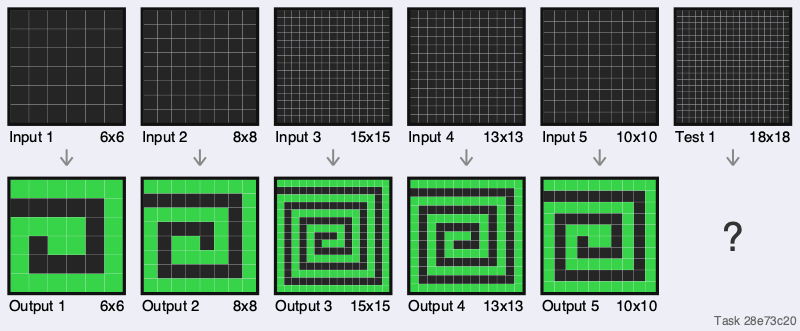 Input 1 6x6 Input 2 8x8 Input 3 15x15 Input 4 13x13 Input 5 10x10 Test 1 18x18
?
Output 1 6x6 Output 2 8x8 Output 3 15x15 Output 4 13x13 Output 5 10x10
Task 28e73c20